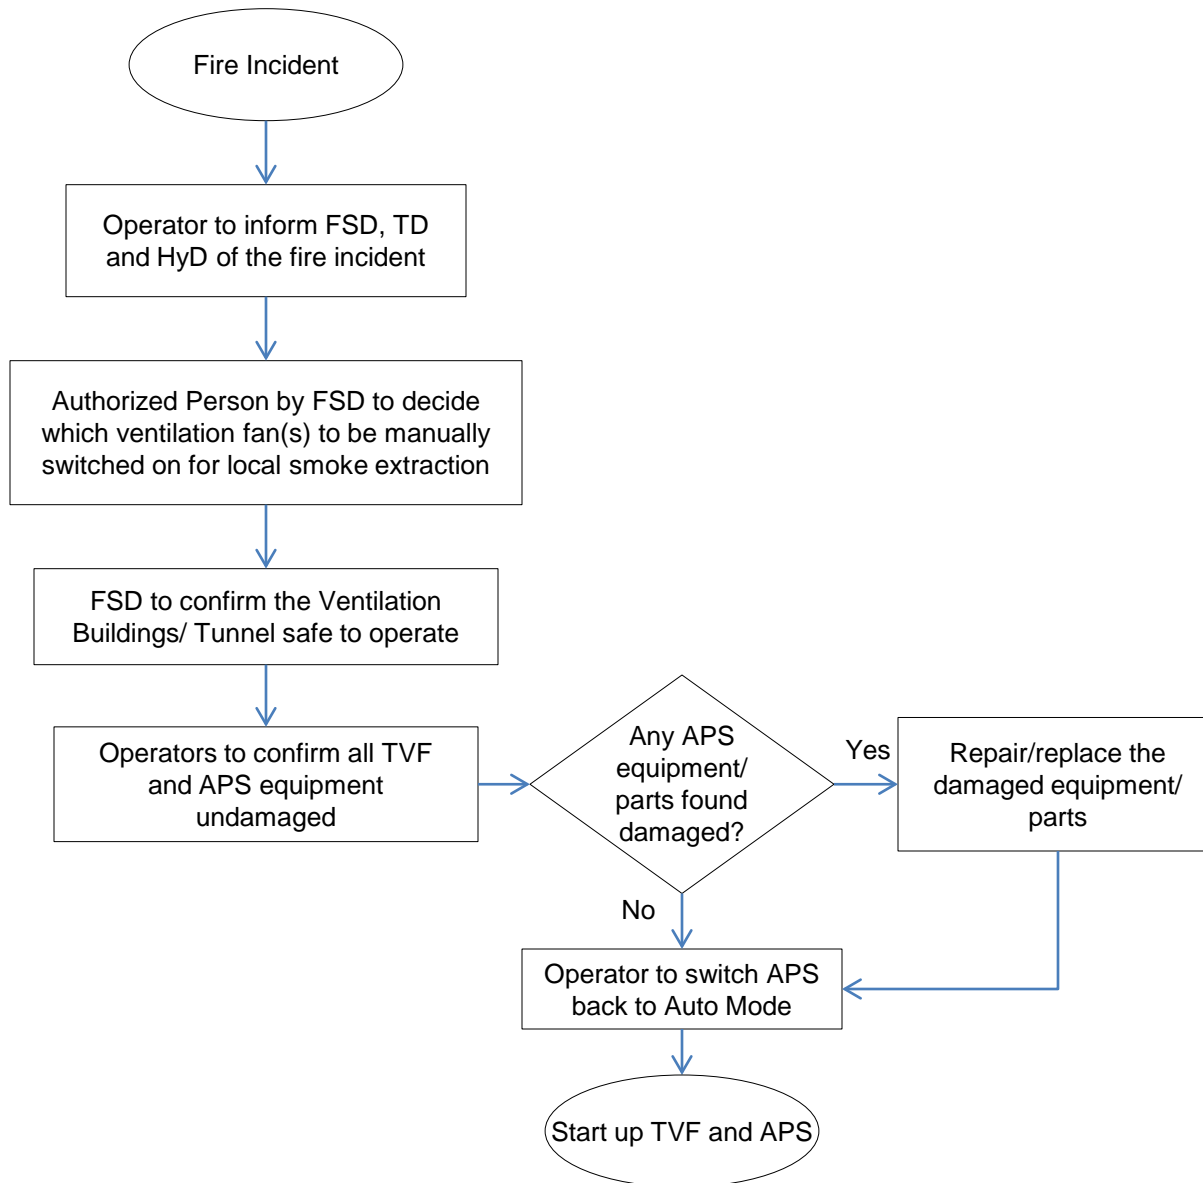 Fire Incident
Operator to inform FSD, TD
and HyD of the fire incident
Authorized Person by FSD to decide
which ventilation fan(s) to be manually
switched on for local smoke extraction
FSD to confirm the Ventilation
Buildings/ Tunnel safe to operate
Operators to confirm all TVF
and APS equipment
undamaged
Any APS
equipment/
parts found
damaged?
Yes
Repair/replace the
damaged equipment/
parts
No
Operator to switch APS
back to Auto Mode
Start up TVF and APS